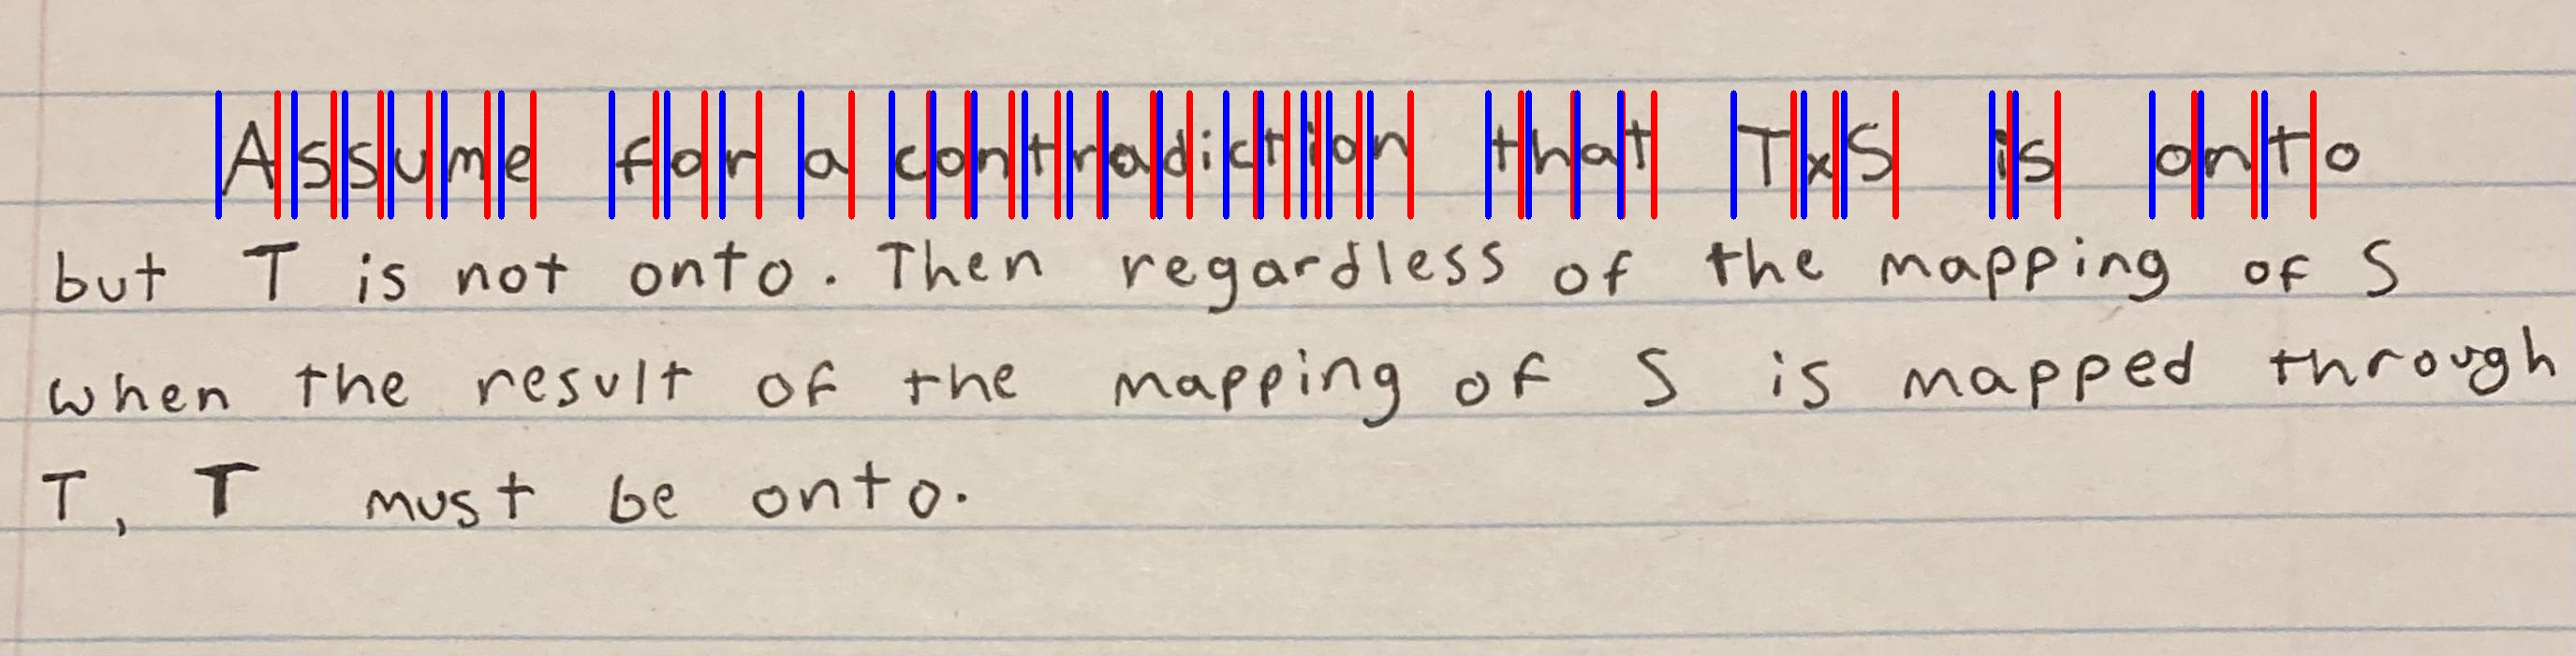 Assume for a contradiction that TxS is onto
but T is not onto. Then regardless of the mapping of S
when the result of the mapping of S is mapped through
T, T must be onto.